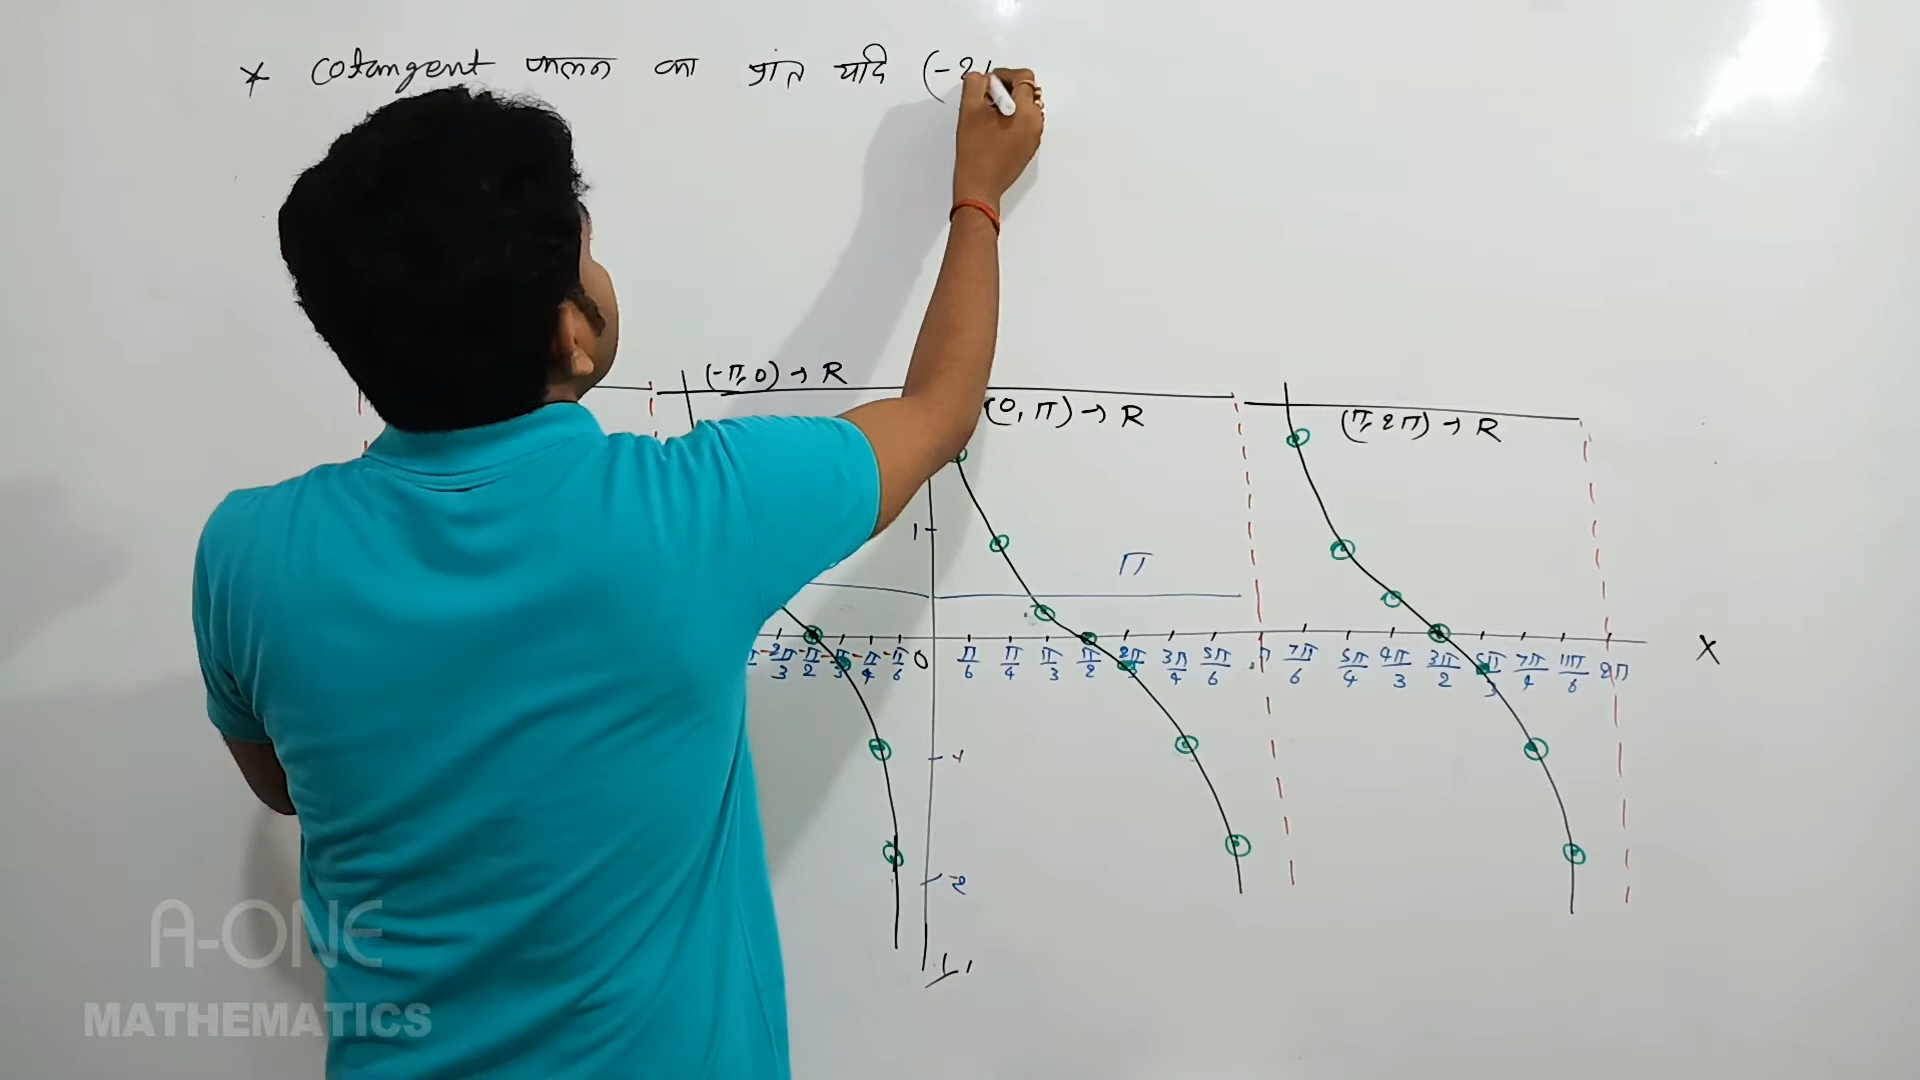 * Cotangent फलन का प्रांत यदि (-2
(-π, 0) → R
(0, π) → R
(π, 2π) → R
1
π
-2π/3 -π/2 -π/3 -π/4 -π/6 0 π/6 π/4 π/3 π/2 2π/3 3π/4 5π/6 π 7π/6 5π/4 4π/3 3π/2 5π/3 7π/4 11π/6 2π X
-1
-2
A-ONE
MATHEMATICS